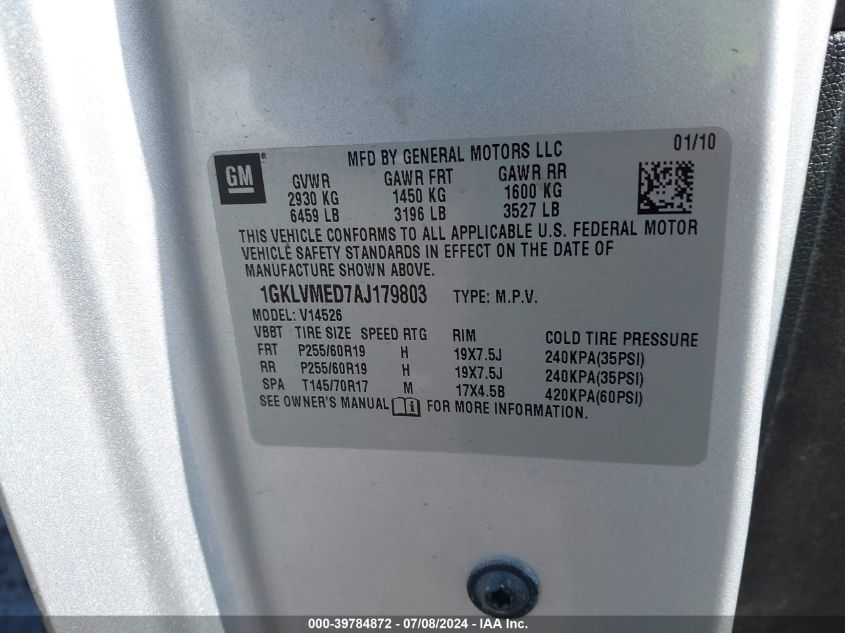 GM
®
MFD BY GENERAL MOTORS LLC 01/10
GVWR GAWR FRT GAWR RR
2930 KG 1450 KG 1600 KG
6459 LB 3196 LB 3527 LB
THIS VEHICLE CONFORMS TO ALL APPLICABLE U.S. FEDERAL MOTOR
VEHICLE SAFETY STANDARDS IN EFFECT ON THE DATE OF
MANUFACTURE SHOWN ABOVE.
1GKLVMED7AJ179803 TYPE: M.P.V.
MODEL: V14526
VBBT TIRE SIZE SPEED RTG RIM COLD TIRE PRESSURE
FRT P255/60R19 H 19X7.5J 240KPA(35PSI)
RR P255/60R19 H 19X7.5J 240KPA(35PSI)
SPA T145/70R17 M 17X4.5B 420KPA(60PSI)
SEE OWNER'S MANUAL FOR MORE INFORMATION.
000-39784872 - 07/08/2024 - IAA Inc.